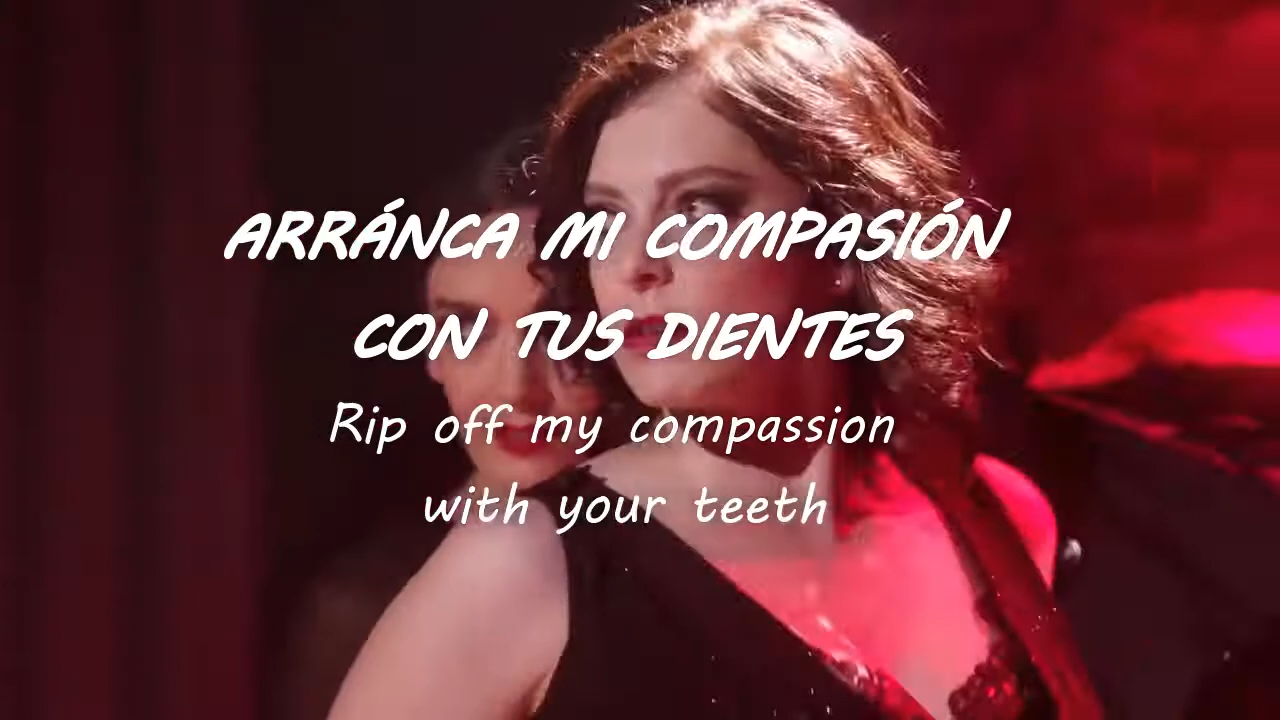 ARRÁNCA MI COMPASIÓN
CON TUS DIENTES
Rip off my compassion
with your teeth